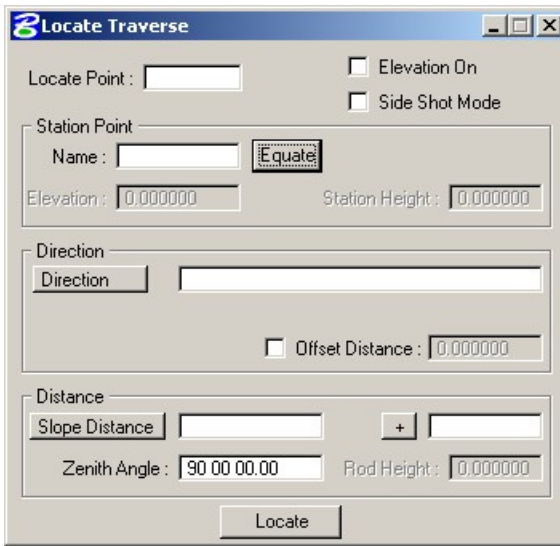 Locate Traverse
Locate Point :
Elevation On
Side Shot Mode
Station Point
Name :
Equate
Elevation : 0.000000
Station Height : 0.000000
Direction
Direction
Offset Distance : 0.000000
Distance
Slope Distance
+
Zenith Angle : 90 00 00.00
Rod Height : 0.000000
Locate